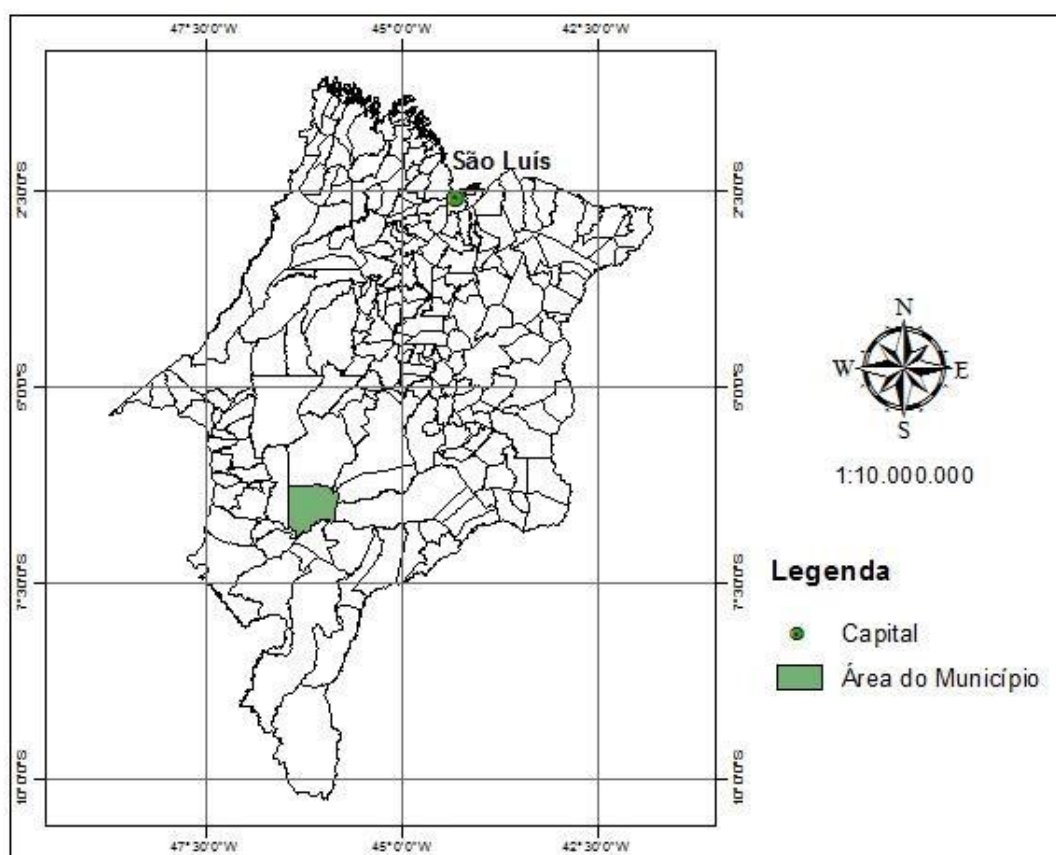 47°30'0"W 45°0'0"W 42°30'0"W
São Luís
2°30'0"S 2°30'0"S
N
W E
S
5°0'0"S 5°0'0"S
1:10.000.000
Legenda
7°30'0"S 7°30'0"S
Capital
Área do Município
10°0'0"S 10°0'0"S
47°30'0"W 45°0'0"W 42°30'0"W